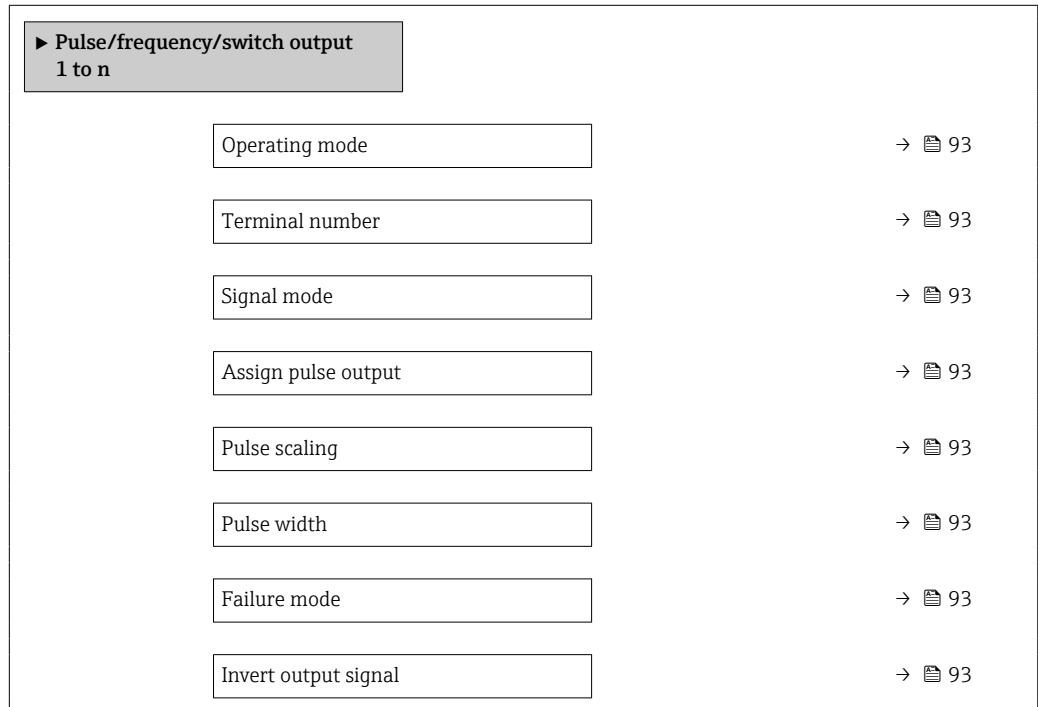 ▶ Pulse/frequency/switch output
1 to n
Operating mode → 93
Terminal number → 93
Signal mode → 93
Assign pulse output → 93
Pulse scaling → 93
Pulse width → 93
Failure mode → 93
Invert output signal → 93